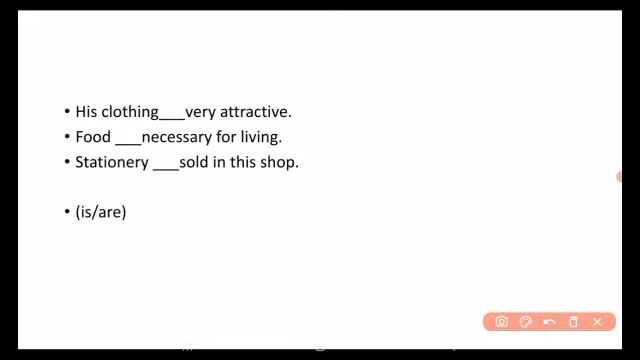 • His clothing___very attractive.
• Food ___necessary for living.
• Stationery ___sold in this shop.
• (is/are)